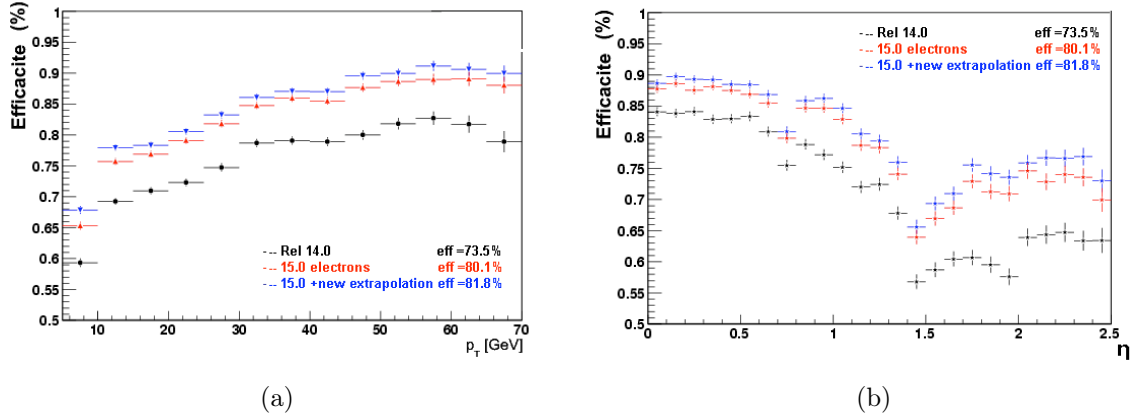 Efficacite (%)
1
0.95
0.9
0.85
0.8
0.75
0.7
0.65
0.6
0.55
0.5
10 20 30 40 50 60 70
p_T [GeV]
-- Rel 14.0 eff =73.5%
-- 15.0 electrons eff =80.1%
-- 15.0 +new extrapolation eff =81.8%
(a)
Efficacite (%)
1
0.95
0.9
0.85
0.8
0.75
0.7
0.65
0.6
0.55
0.5
0 0.5 1 1.5 2 2.5
η
-- Rel 14.0 eff =73.5%
-- 15.0 electrons eff =80.1%
-- 15.0 +new extrapolation eff =81.8%
(b)